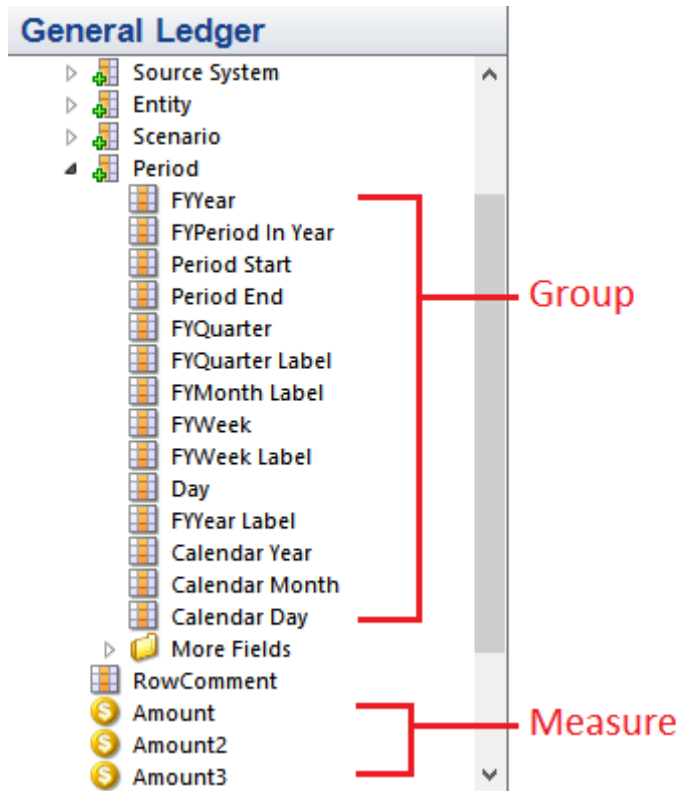 General Ledger
Source System
Entity
Scenario
Period
FYYear
FYPeriod In Year
Period Start
Period End
Group
FYQuarter
FYQuarter Label
FYMonth Label
FYWeek
FYWeek Label
Day
FYYear Label
Calendar Year
Calendar Month
Calendar Day
More Fields
RowComment
Amount
Measure
Amount2
Amount3